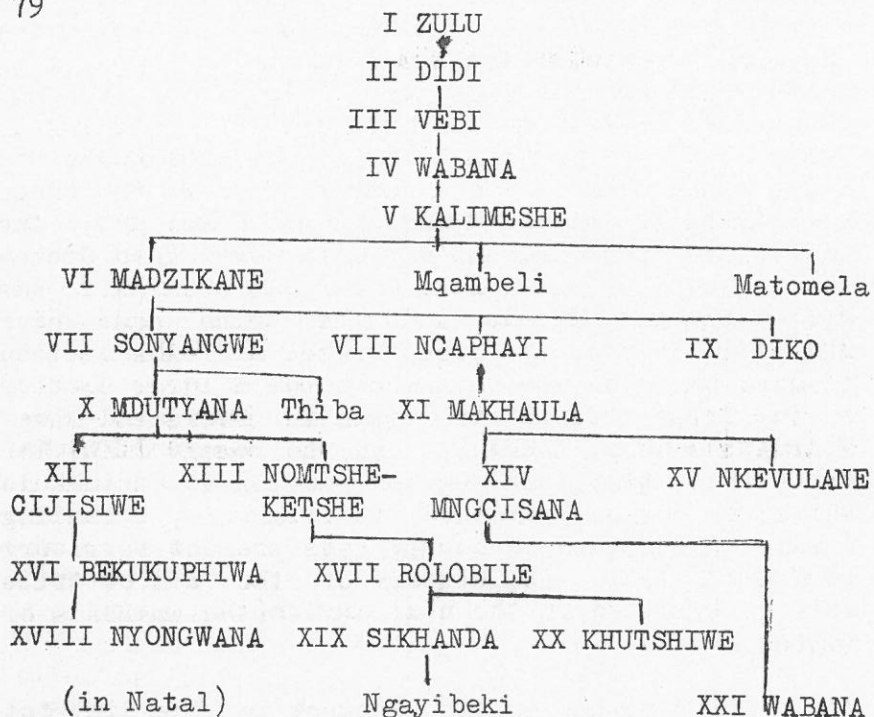 79
I ZULU
II DIDI
III VEBI
IV WABANA
V KALIMESHE
VI MADZIKANE Mqambeli Matomela
VII SONYANGWE VIII NCAPHAYI IX DIKO
X MDUTYANA Thiba XI MAKHAULA
XII XIII NOMTSHE- XIV XV NKEVULANE
CIJISIWE KETSHE MNGCISANA
XVI BEKUKUPHIWA XVII ROLOBILE
XVIII NYONGWANA XIX SIKHANDA XX KHUTSHIWE
(in Natal) Ngayibeki XXI WABANA